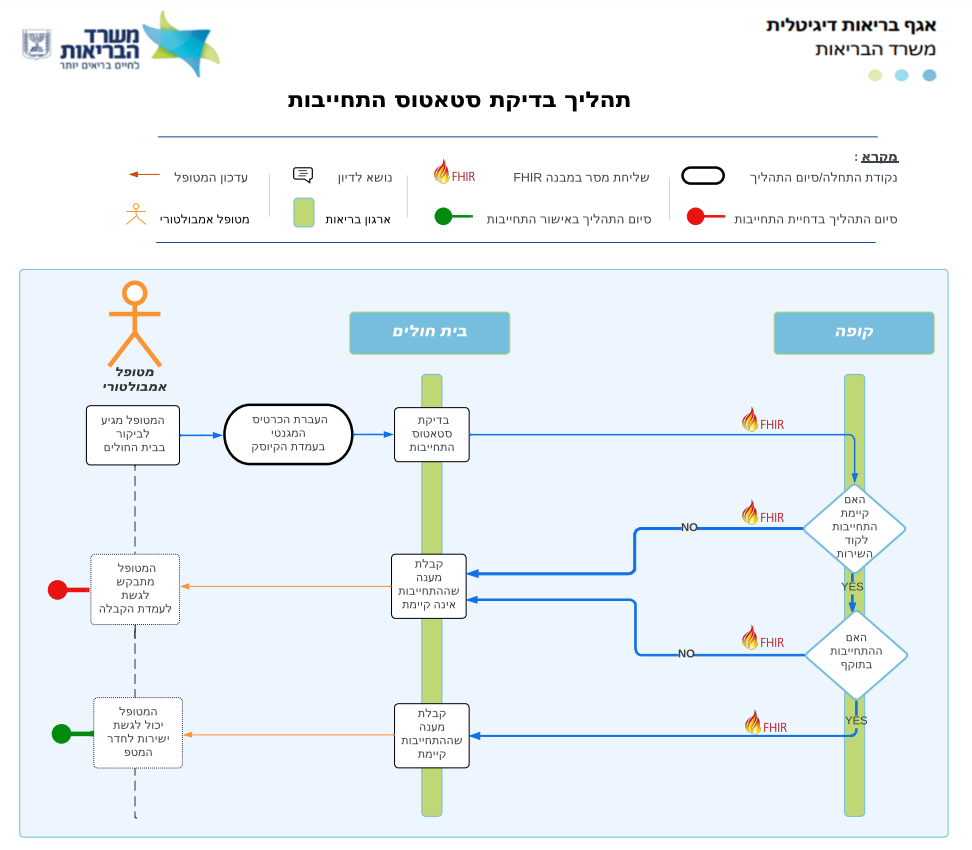 אגף בריאות דיגיטלית
משרד הבריאות
משרד
הבריאות
לחיים בריאים יותר
תהליך בדיקת סטאטוס התחייבות
מקרא :
נקודת התחלה/סיום התהליך
שליחת מסר במבנה FHIR
FHIR
נושא לדיון
עדכון המטופל
סיום התהליך בדחיית התחייבות
סיום התהליך באישור התחייבות
ארגון בריאות
מטופל אמבולטורי
קופה
בית חולים
מטופל
אמבולטורי
המטופל מגיע
לביקור
בבית החולים
העברת הכרטיס
המגנטי
בעמדת הקיוסק
בדיקת
סטאטוס
התחייבות
FHIR
האם
קיימת
התחייבות
לקוד
השירות
FHIR
NO
YES
קבלת
מענה
שההתחייבות
אינה קיימת
המטופל
מתבקש
לגשת
לעמדת הקבלה
האם
ההתחייבות
בתוקף
FHIR
NO
YES
FHIR
קבלת
מענה
שההתחייבות
קיימת
המטופל
יכול לגשת
ישירות לחדר
המטפ